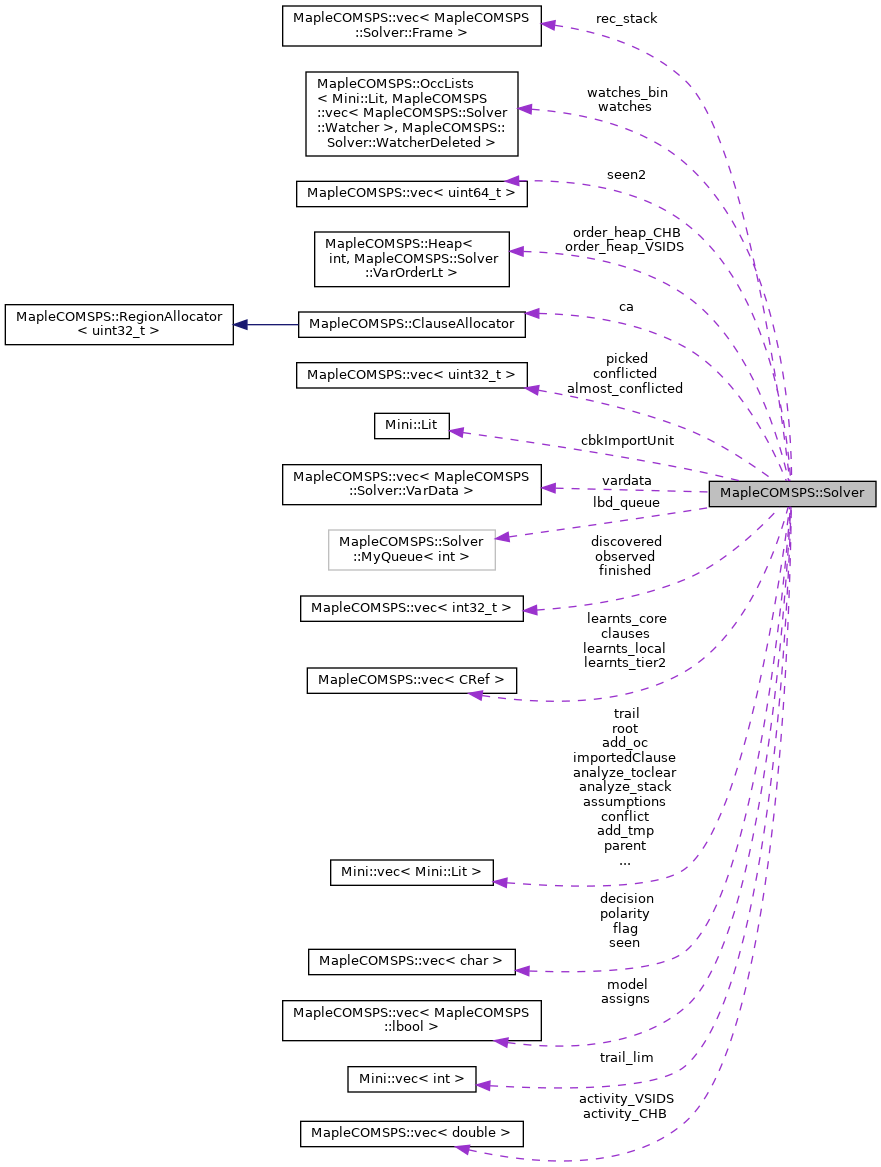 MapleCOMSPS::vec< MapleCOMSPS
::Solver::Frame >
rec_stack
MapleCOMSPS::OccLists
< Mini::Lit, MapleCOMSPS
::vec< MapleCOMSPS::Solver
::Watcher >, MapleCOMSPS::
Solver::WatcherDeleted >
watches_bin
watches
MapleCOMSPS::vec< uint64_t >
seen2
MapleCOMSPS::Heap<
int, MapleCOMSPS::Solver
::VarOrderLt >
order_heap_CHB
order_heap_VSIDS
MapleCOMSPS::RegionAllocator
< uint32_t >
MapleCOMSPS::ClauseAllocator
ca
MapleCOMSPS::vec< uint32_t >
picked
conflicted
almost_conflicted
Mini::Lit
cbkImportUnit
MapleCOMSPS::vec< MapleCOMSPS
::Solver::VarData >
vardata
MapleCOMSPS::Solver
MapleCOMSPS::Solver
::MyQueue< int >
lbd_queue
MapleCOMSPS::vec< int32_t >
discovered
observed
finished
MapleCOMSPS::vec< CRef >
learnts_core
clauses
learnts_local
learnts_tier2
Mini::vec< Mini::Lit >
trail
root
add_oc
importedClause
analyze_toclear
analyze_stack
assumptions
conflict
add_tmp
parent
...
MapleCOMSPS::vec< char >
decision
polarity
flag
seen
MapleCOMSPS::vec< MapleCOMSPS
::lbool >
model
assigns
Mini::vec< int >
trail_lim
MapleCOMSPS::vec< double >
activity_VSIDS
activity_CHB